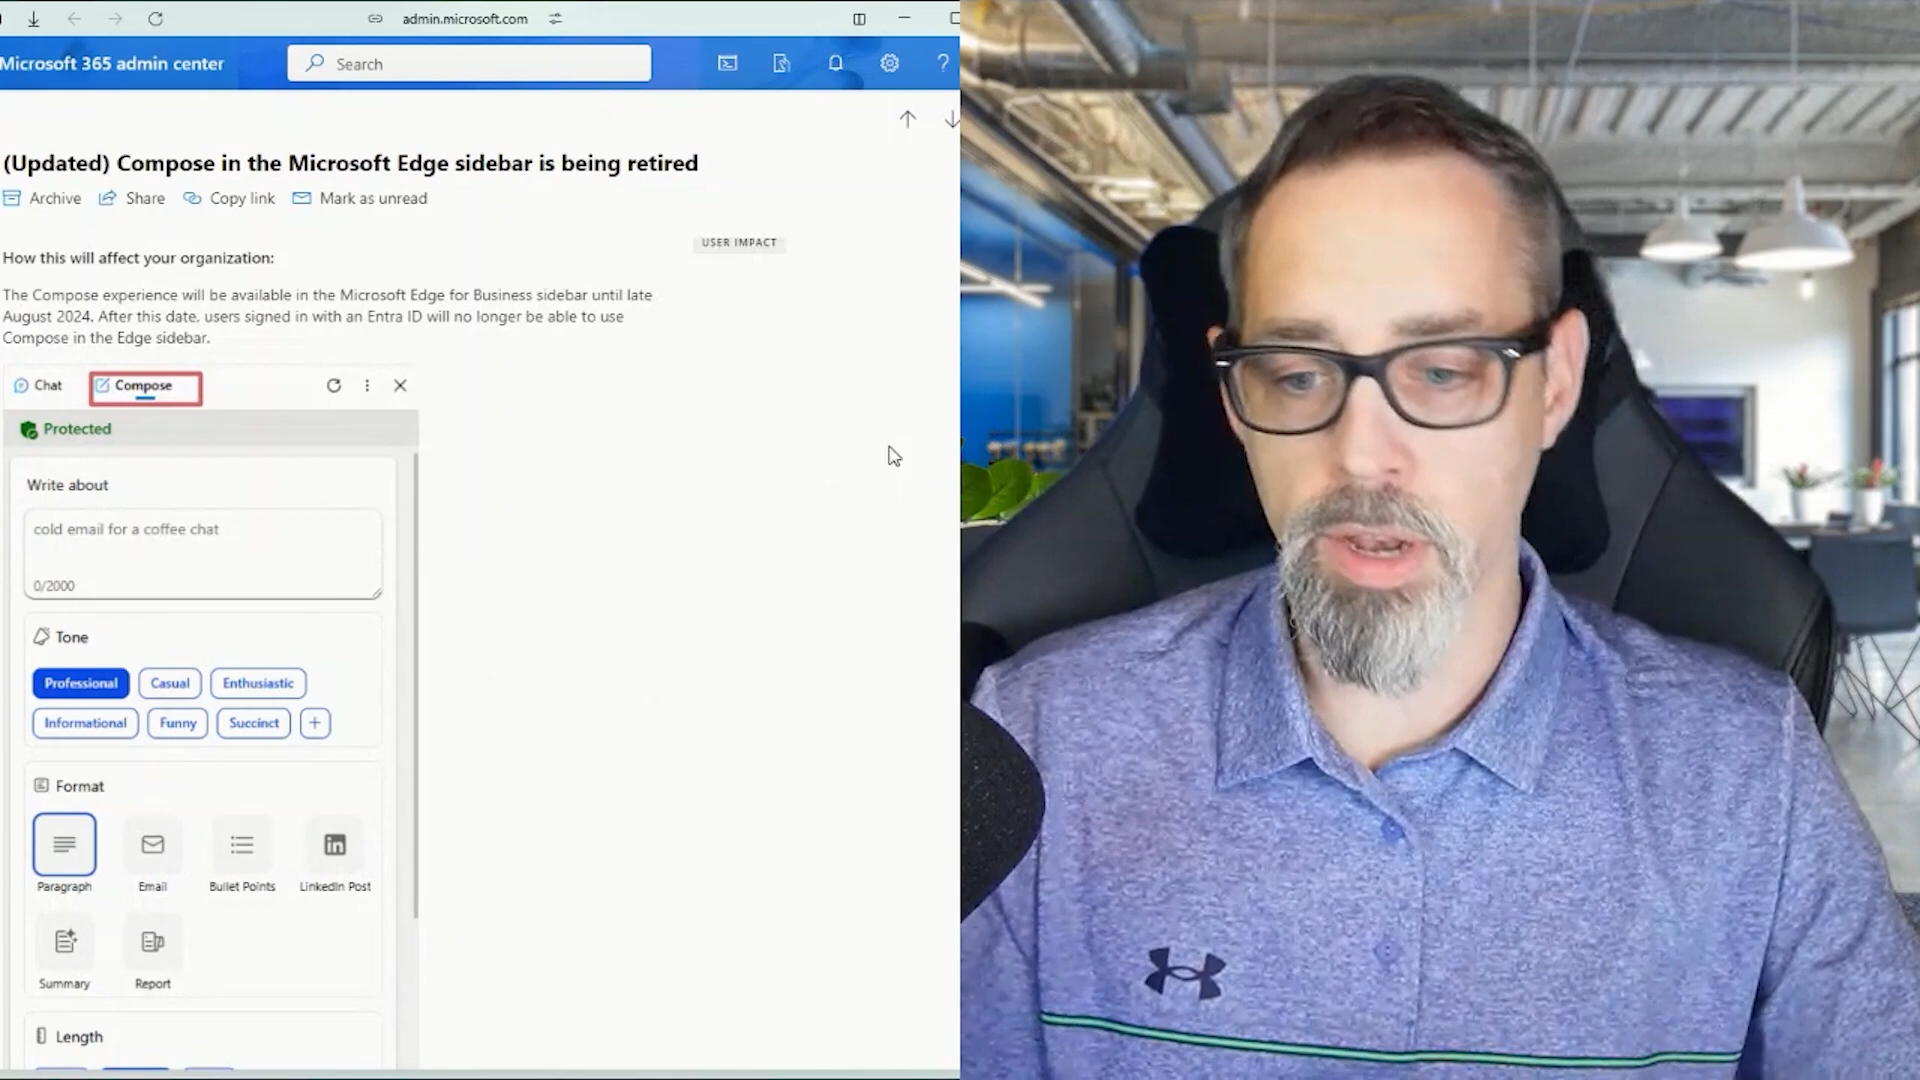 admin.microsoft.com
Microsoft 365 admin center
Search
?
(Updated) Compose in the Microsoft Edge sidebar is being retired
Archive Share Copy link Mark as unread
USER IMPACT
How this will affect your organization:
The Compose experience will be available in the Microsoft Edge for Business sidebar until late
August 2024. After this date, users signed in with an Entra ID will no longer be able to use
Compose in the Edge sidebar.
Chat Compose
Protected
Write about
cold email for a coffee chat
0/2000
Tone
Professional Casual Enthusiastic
Informational Funny Succinct +
Format
Paragraph Email Bullet Points LinkedIn Post
Summary Report
Length